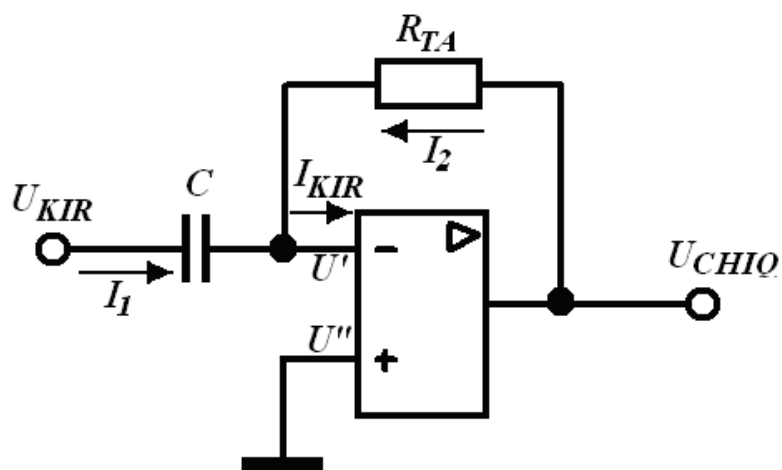 R_TA
I_2
I_KIR
C
U_KIR
I_1
U'
-
U"
+
U_CHIQ